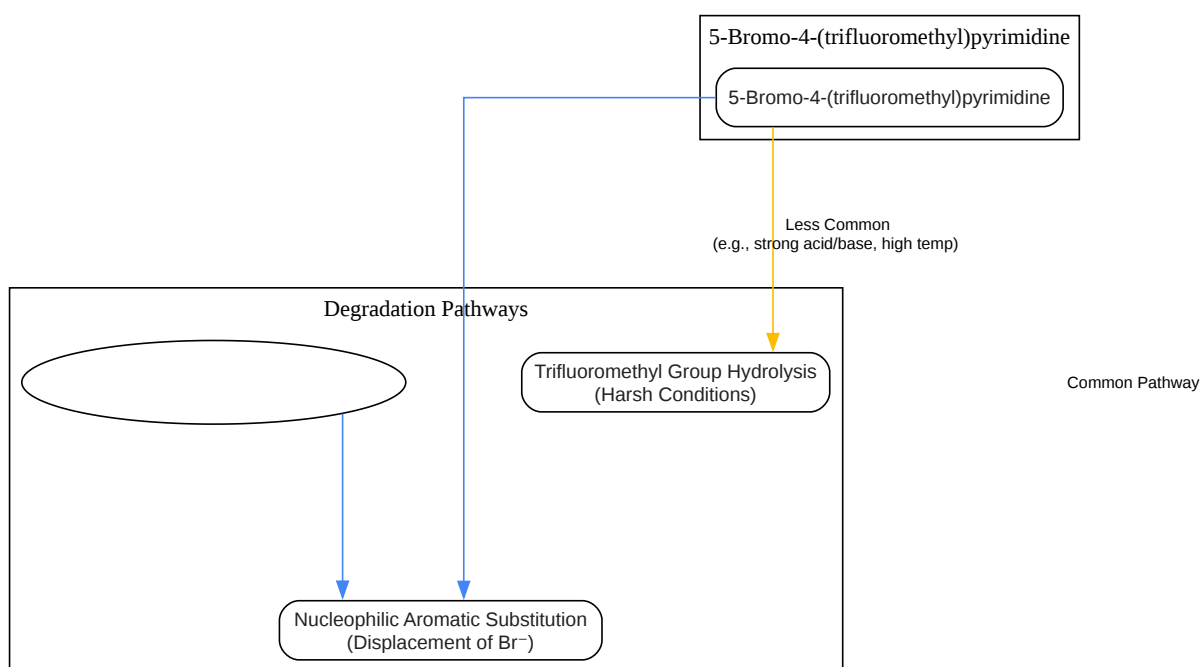 5-Bromo-4-(trifluoromethyl)pyrimidine
5-Bromo-4-(trifluoromethyl)pyrimidine
Less Common
(e.g., strong acid/base, high temp)
Degradation Pathways
Trifluoromethyl Group Hydrolysis
(Harsh Conditions)
Common Pathway
Nucleophilic Aromatic Substitution
(Displacement of Br⁻)